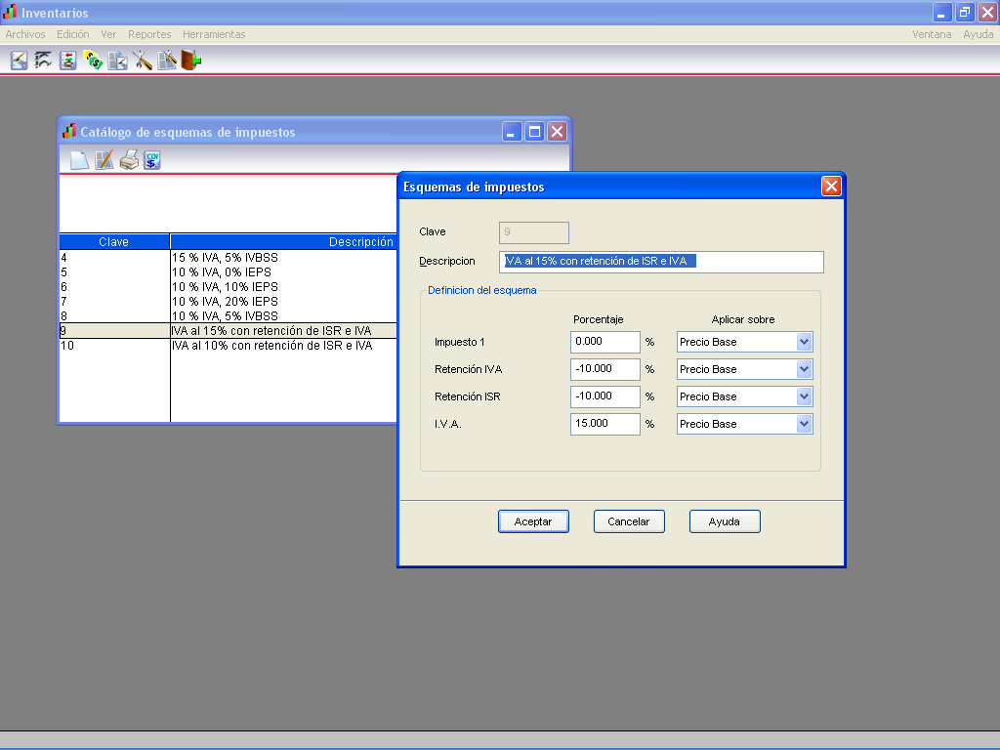 Inventarios
Archivos Edición Ver Reportes Herramientas Ventana Ayuda
Catálogo de esquemas de impuestos
COI
$
Clave Descripción
4 15 % IVA, 5% IVBSS
5 10 % IVA, 0% IEPS
6 10 % IVA, 10% IEPS
7 10 % IVA, 20% IEPS
8 10 % IVA, 5% IVBSS
9 IVA al 15% con retención de ISR e IVA
10 IVA al 10% con retención de ISR e IVA
Esquemas de impuestos
Clave 9
Descripcion IVA al 15% con retención de ISR e IVA
Definicion del esquema
Porcentaje Aplicar sobre
Impuesto 1 0.000 % Precio Base
Retención IVA -10.000 % Precio Base
Retención ISR -10.000 % Precio Base
I.V.A. 15.000 % Precio Base
Aceptar Cancelar Ayuda